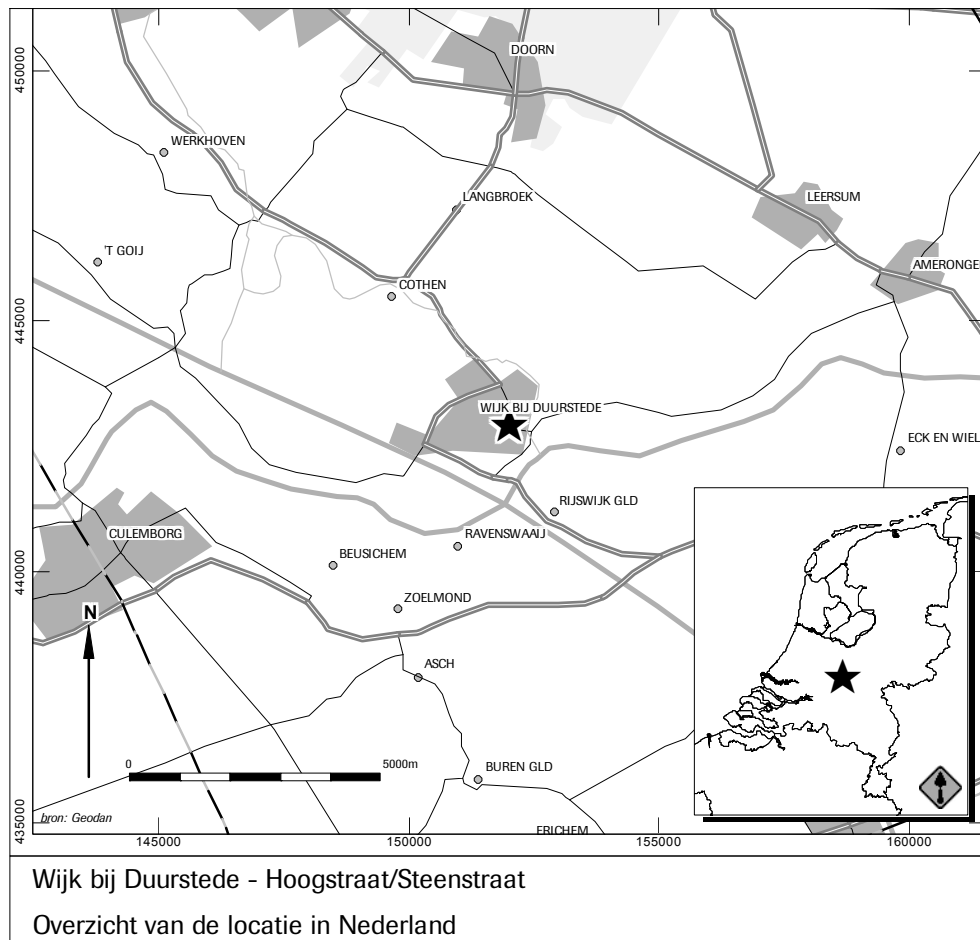 DOORN
450000
WERKHOVEN
LANGBROEK
LEERSUM
'T GOIJ
AMERONGEN
COTHEN
445000
WIJK BIJ DUURSTEDE
ECK EN WIEL
RIJSWIJK GLD
CULEMBORG
RAVENSWAAIJ
BEUSICHEM
440000
ZOELMOND
N
ASCH
0
5000m
BUREN GLD
bron: Geodan
ERICHEM
435000
145000
150000
155000
160000
Wijk bij Duurstede - Hoogstraat/Steenstraat
Overzicht van de locatie in Nederland